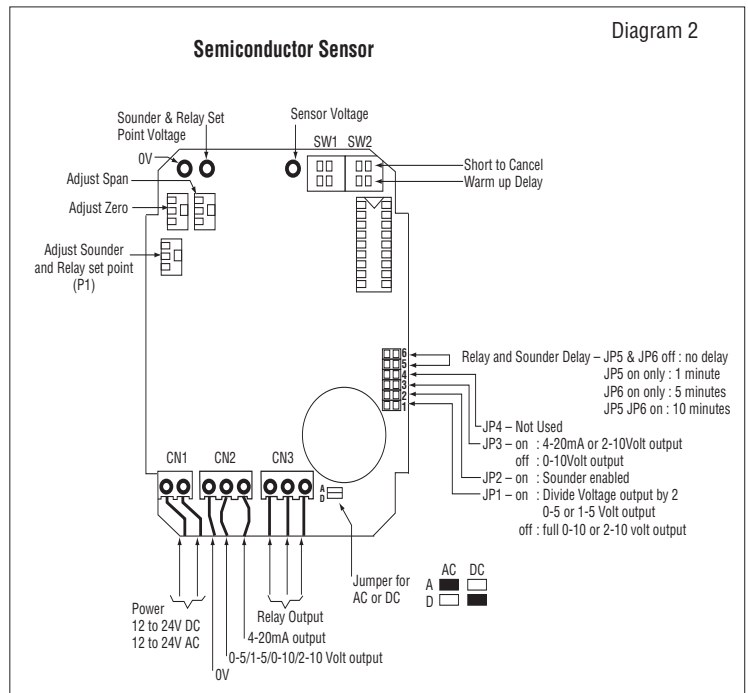 Diagram 2
Semiconductor Sensor
Sounder & Relay Set
Point Voltage
Sensor Voltage
SW1 SW2
0V
Short to Cancel
Warm up Delay
Adjust Span
Adjust Zero
Adjust Sounder
and Relay set point
(P1)
6
5
4
3
2
1
Relay and Sounder Delay – JP5 & JP6 off : no delay
JP5 on only : 1 minute
JP6 on only : 5 minutes
JP5 JP6 on : 10 minutes
JP4 – Not Used
JP3 – on : 4-20mA or 2-10Volt output
off : 0-10Volt output
JP2 – on : Sounder enabled
JP1 – on : Divide Voltage output by 2
0-5 or 1-5 Volt output
off : full 0-10 or 2-10 volt output
CN1 CN2 CN3
A
D
Jumper for
AC or DC
AC DC
A
D
Power
12 to 24V DC
12 to 24V AC
Relay Output
4-20mA output
0-5/1-5/0-10/2-10 Volt output
0V